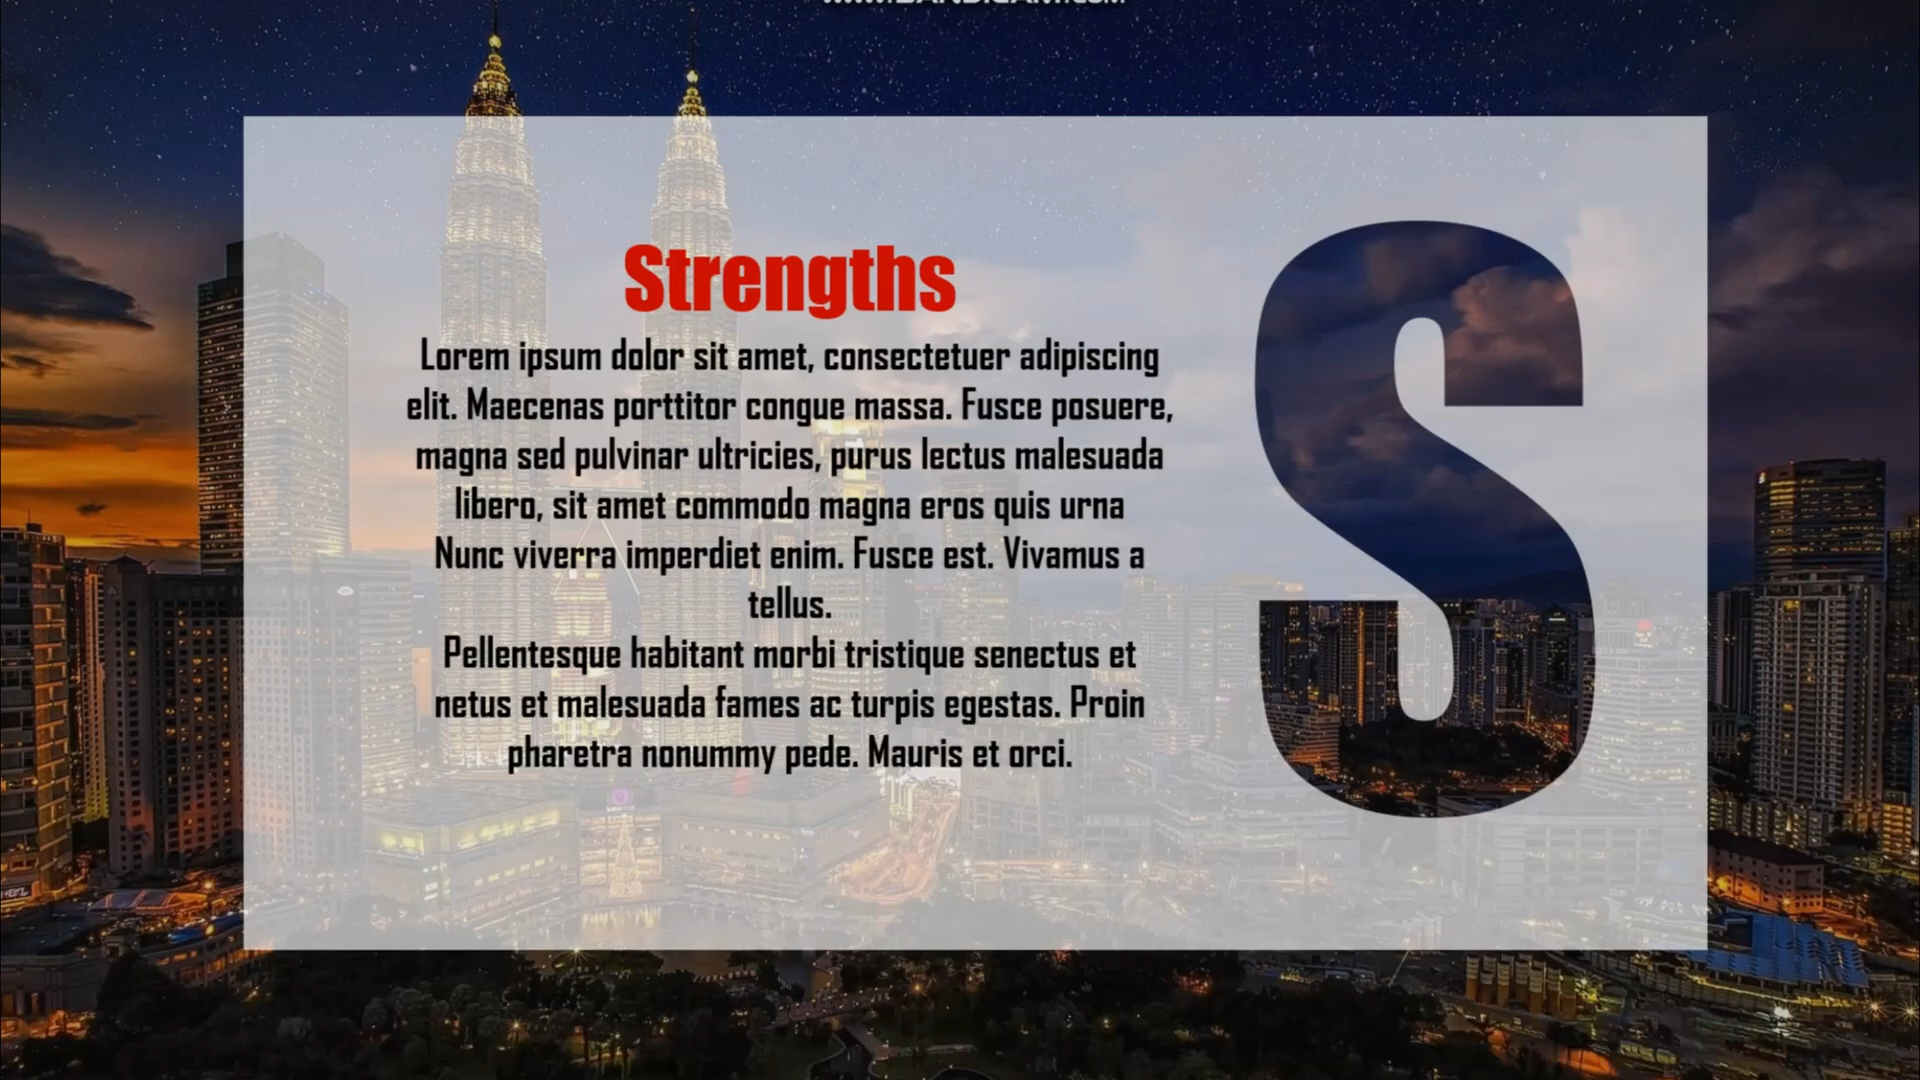 www.BANDICAM.com
Strengths
Lorem ipsum dolor sit amet, consectetuer adipiscing
elit. Maecenas porttitor congue massa. Fusce posuere,
magna sed pulvinar ultricies, purus lectus malesuada
libero, sit amet commodo magna eros quis urna
Nunc viverra imperdiet enim. Fusce est. Vivamus a
tellus.
Pellentesque habitant morbi tristique senectus et
netus et malesuada fames ac turpis egestas. Proin
pharetra nonummy pede. Mauris et orci.
S